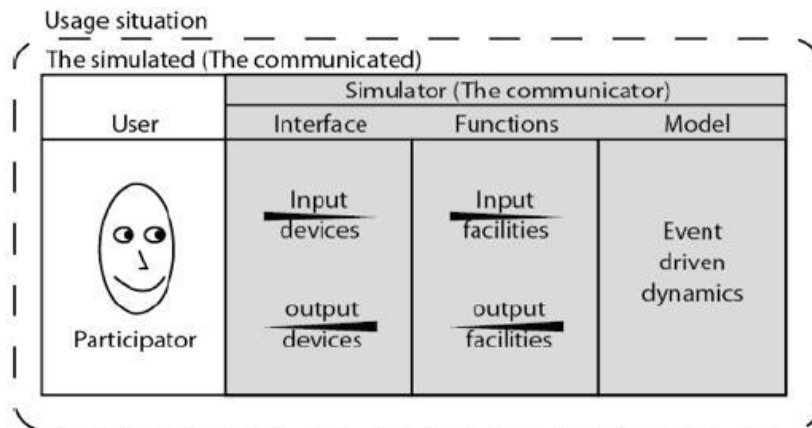 Usage situation
The simulated (The communicated)
Simulator (The communicator)
User
Interface
Functions
Model
Input
devices
Input
facilities
Event
driven
dynamics
output
devices
output
facilities
Participator